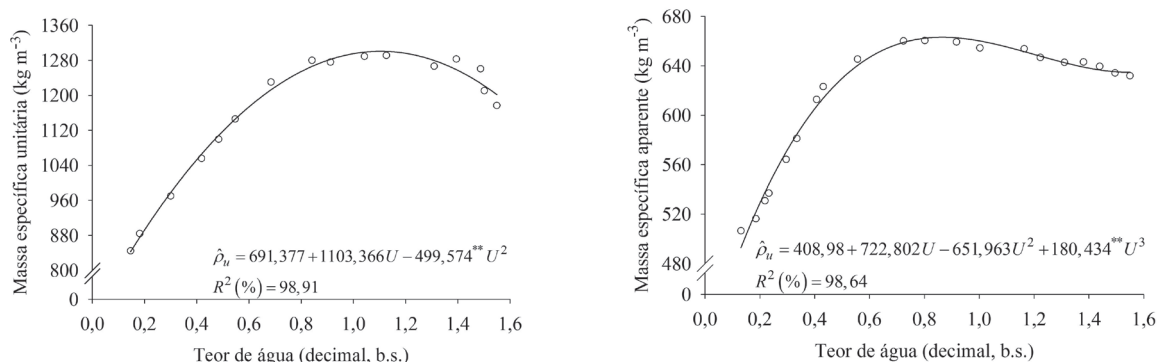 Massa específica unitária (kg m⁻³)
1360
1280
1200
1120
1040
960
880
800
0
ρ̂ᵤ = 691,377+1103,366U − 499,574**U²
R²(%) = 98,91
0,0 0,2 0,4 0,6 0,8 1,0 1,2 1,4 1,6
Teor de água (decimal, b.s.)
Massa específica aparente (kg m⁻³)
680
640
600
560
520
480
0
ρ̂ᵤ = 408,98+722,802U − 651,963U² +180,434**U³
R²(%) = 98,64
0,0 0,2 0,4 0,6 0,8 1,0 1,2 1,4 1,6
Teor de água (decimal, b.s.)